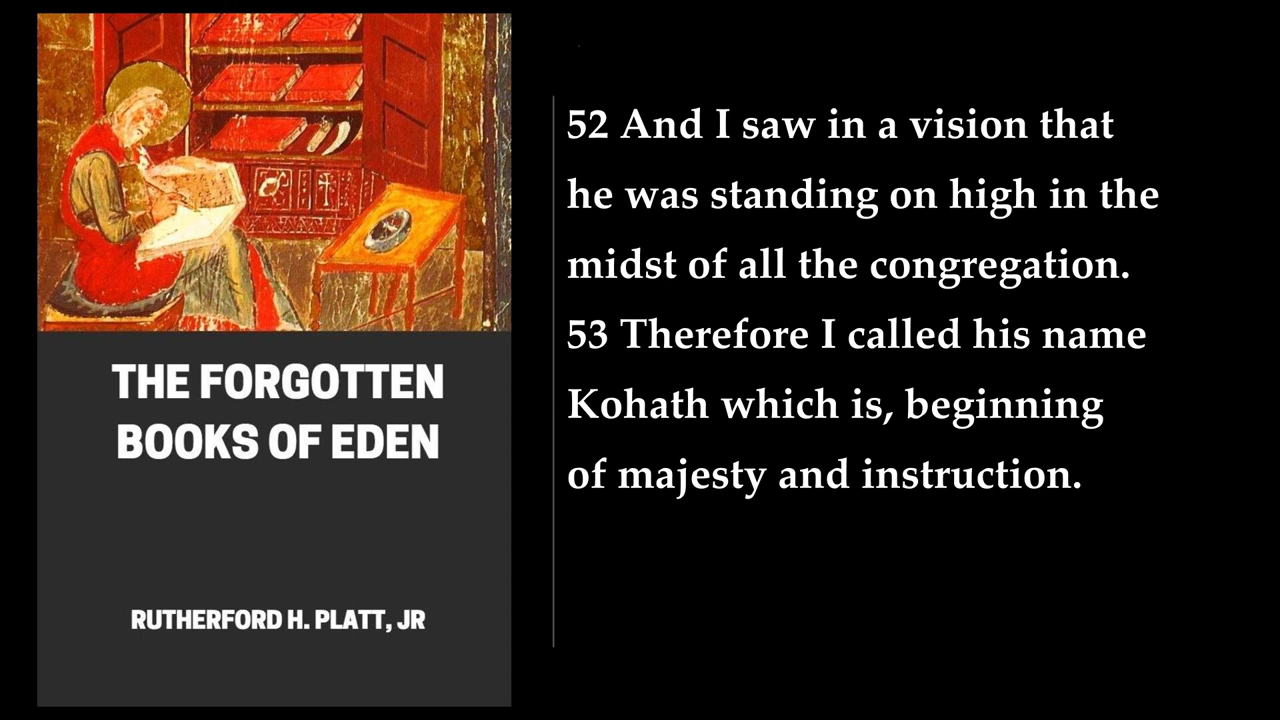 THE FORGOTTEN
BOOKS OF EDEN
RUTHERFORD H. PLATT, JR
52 And I saw in a vision that
he was standing on high in the
midst of all the congregation.
53 Therefore I called his name
Kohath which is, beginning
of majesty and instruction.